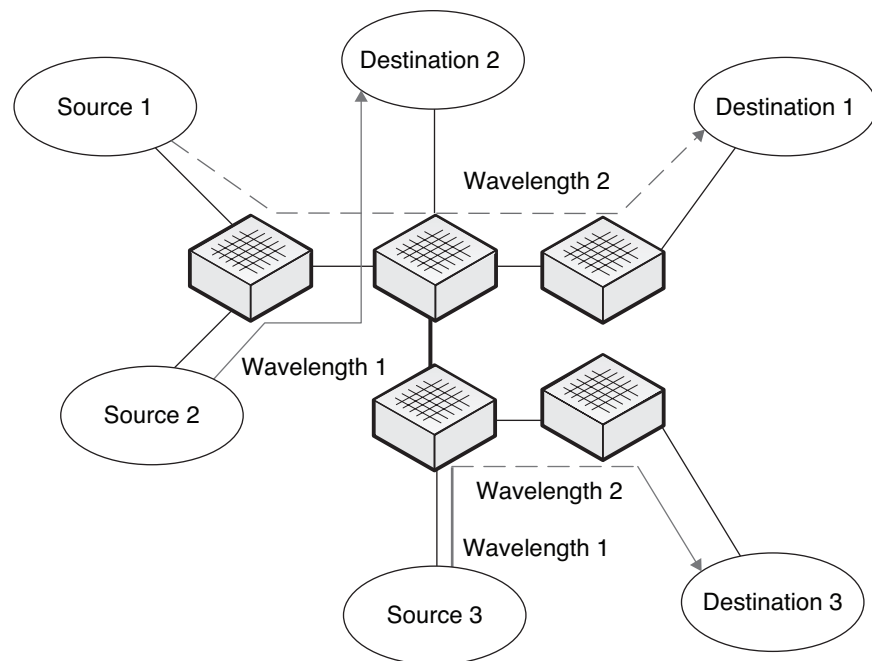 Destination 2
Source 1
Destination 1
Wavelength 2
Wavelength 1
Source 2
Wavelength 2
Wavelength 1
Source 3
Destination 3